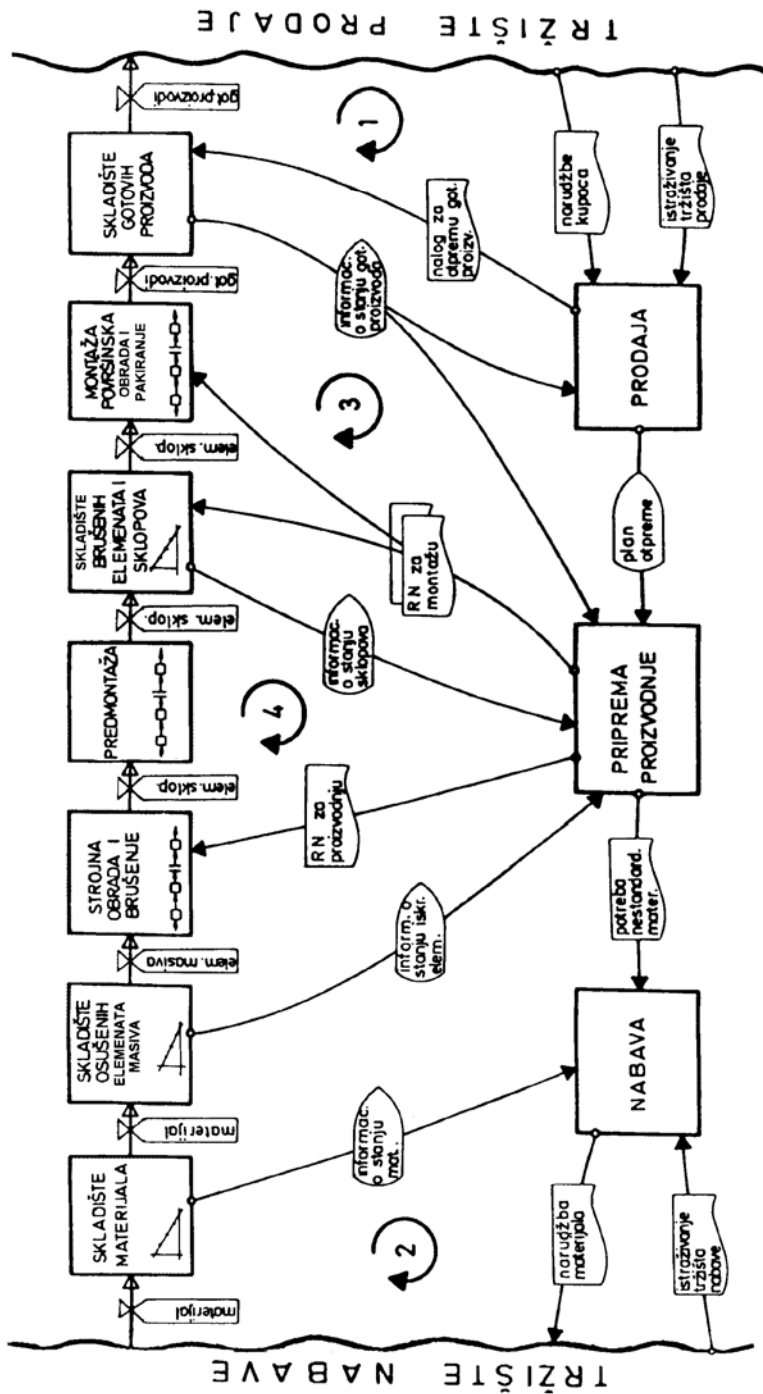 TRŽIŠTE NABAVE
materijal
SKLADIŠTE
MATERIJALA
materijal
SKLADIŠTE
OSUŠENIH
ELEMENATA
MASIVA
elem. masiva
STROJNA
OBRADA I
BRUŠENJE
elem. sklop.
PREDMONTAŽA
elem. sklop.
SKLADIŠTE
BRUŠENIH
ELEMENATA I
SKLOPOVA
elem. sklop.
MONTAŽA
POVRŠINSKA
OBRADA I
PAKIRANJE
got. proizvodi
SKLADIŠTE
GOTOVIH
PROIZVODA
got. proizvodi
TRŽIŠTE PRODAJE
2
4
3
1
informac.
o stanju
mat.
inform. o
stanju iskr.
elem.
RN za
proizvodnju
informac.
o stanju
sklopova
RN za
montažu
informac.
o stanju got.
proizvoda
nalog za
otpremu got.
proizv.
narudžba
materijala
istraživanje
tržišta
nabave
NABAVA
potreba
nestandard.
mater.
PRIPREMA
PROIZVODNJE
plan
otpreme
PRODAJA
narudžbe
kupaca
istraživanje
tržišta
prodaje